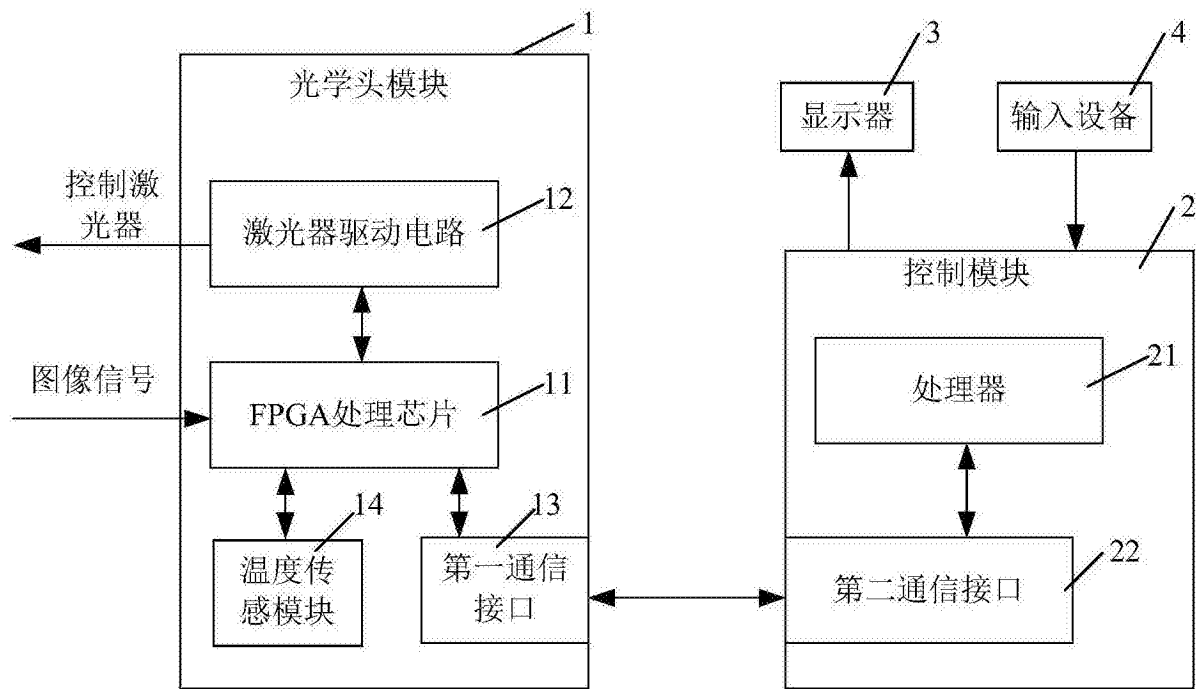 1
光学头模块
控制激
光器
激光器驱动电路
12
图像信号
FPGA处理芯片
11
14
温度传
感模块
13
第一通信
接口
3
显示器
4
输入设备
2
控制模块
21
处理器
22
第二通信接口